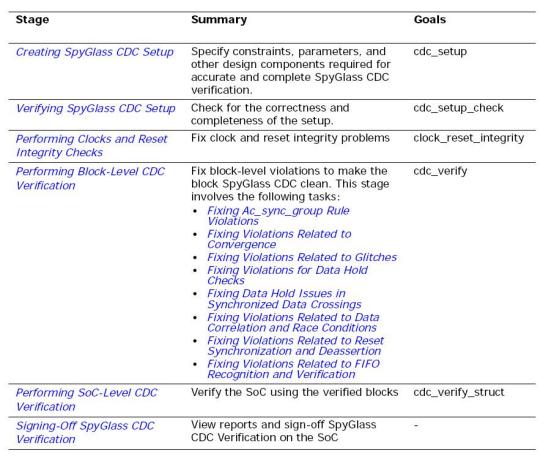 Stage Summary Goals
Creating SpyGlass CDC Setup Specify constraints, parameters, and cdc_setup
other design components required for
accurate and complete SpyGlass CDC
verification.
Verifying SpyGlass CDC Setup Check for the correctness and cdc_setup_check
completeness of the setup.
Performing Clocks and Reset Fix clock and reset integrity problems clock_reset_integrity
Integrity Checks
Performing Block-Level CDC Fix block-level violations to make the cdc_verify
Verification block SpyGlass CDC clean. This stage
involves the following tasks:
• Fixing Ac_sync_group Rule
Violations
• Fixing Violations Related to
Convergence
• Fixing Violations Related to Glitches
• Fixing Violations for Data Hold
Checks
• Fixing Data Hold Issues in
Synchronized Data Crossings
• Fixing Violations Related to Data
Correlation and Race Conditions
• Fixing Violations Related to Reset
Synchronization and Deassertion
• Fixing Violations Related to FIFO
Recognition and Verification
Performing SoC-Level CDC Verify the SoC using the verified blocks cdc_verify_struct
Verification
Signing-Off SpyGlass CDC View reports and sign-off SpyGlass -
Verification CDC Verification on the SoC